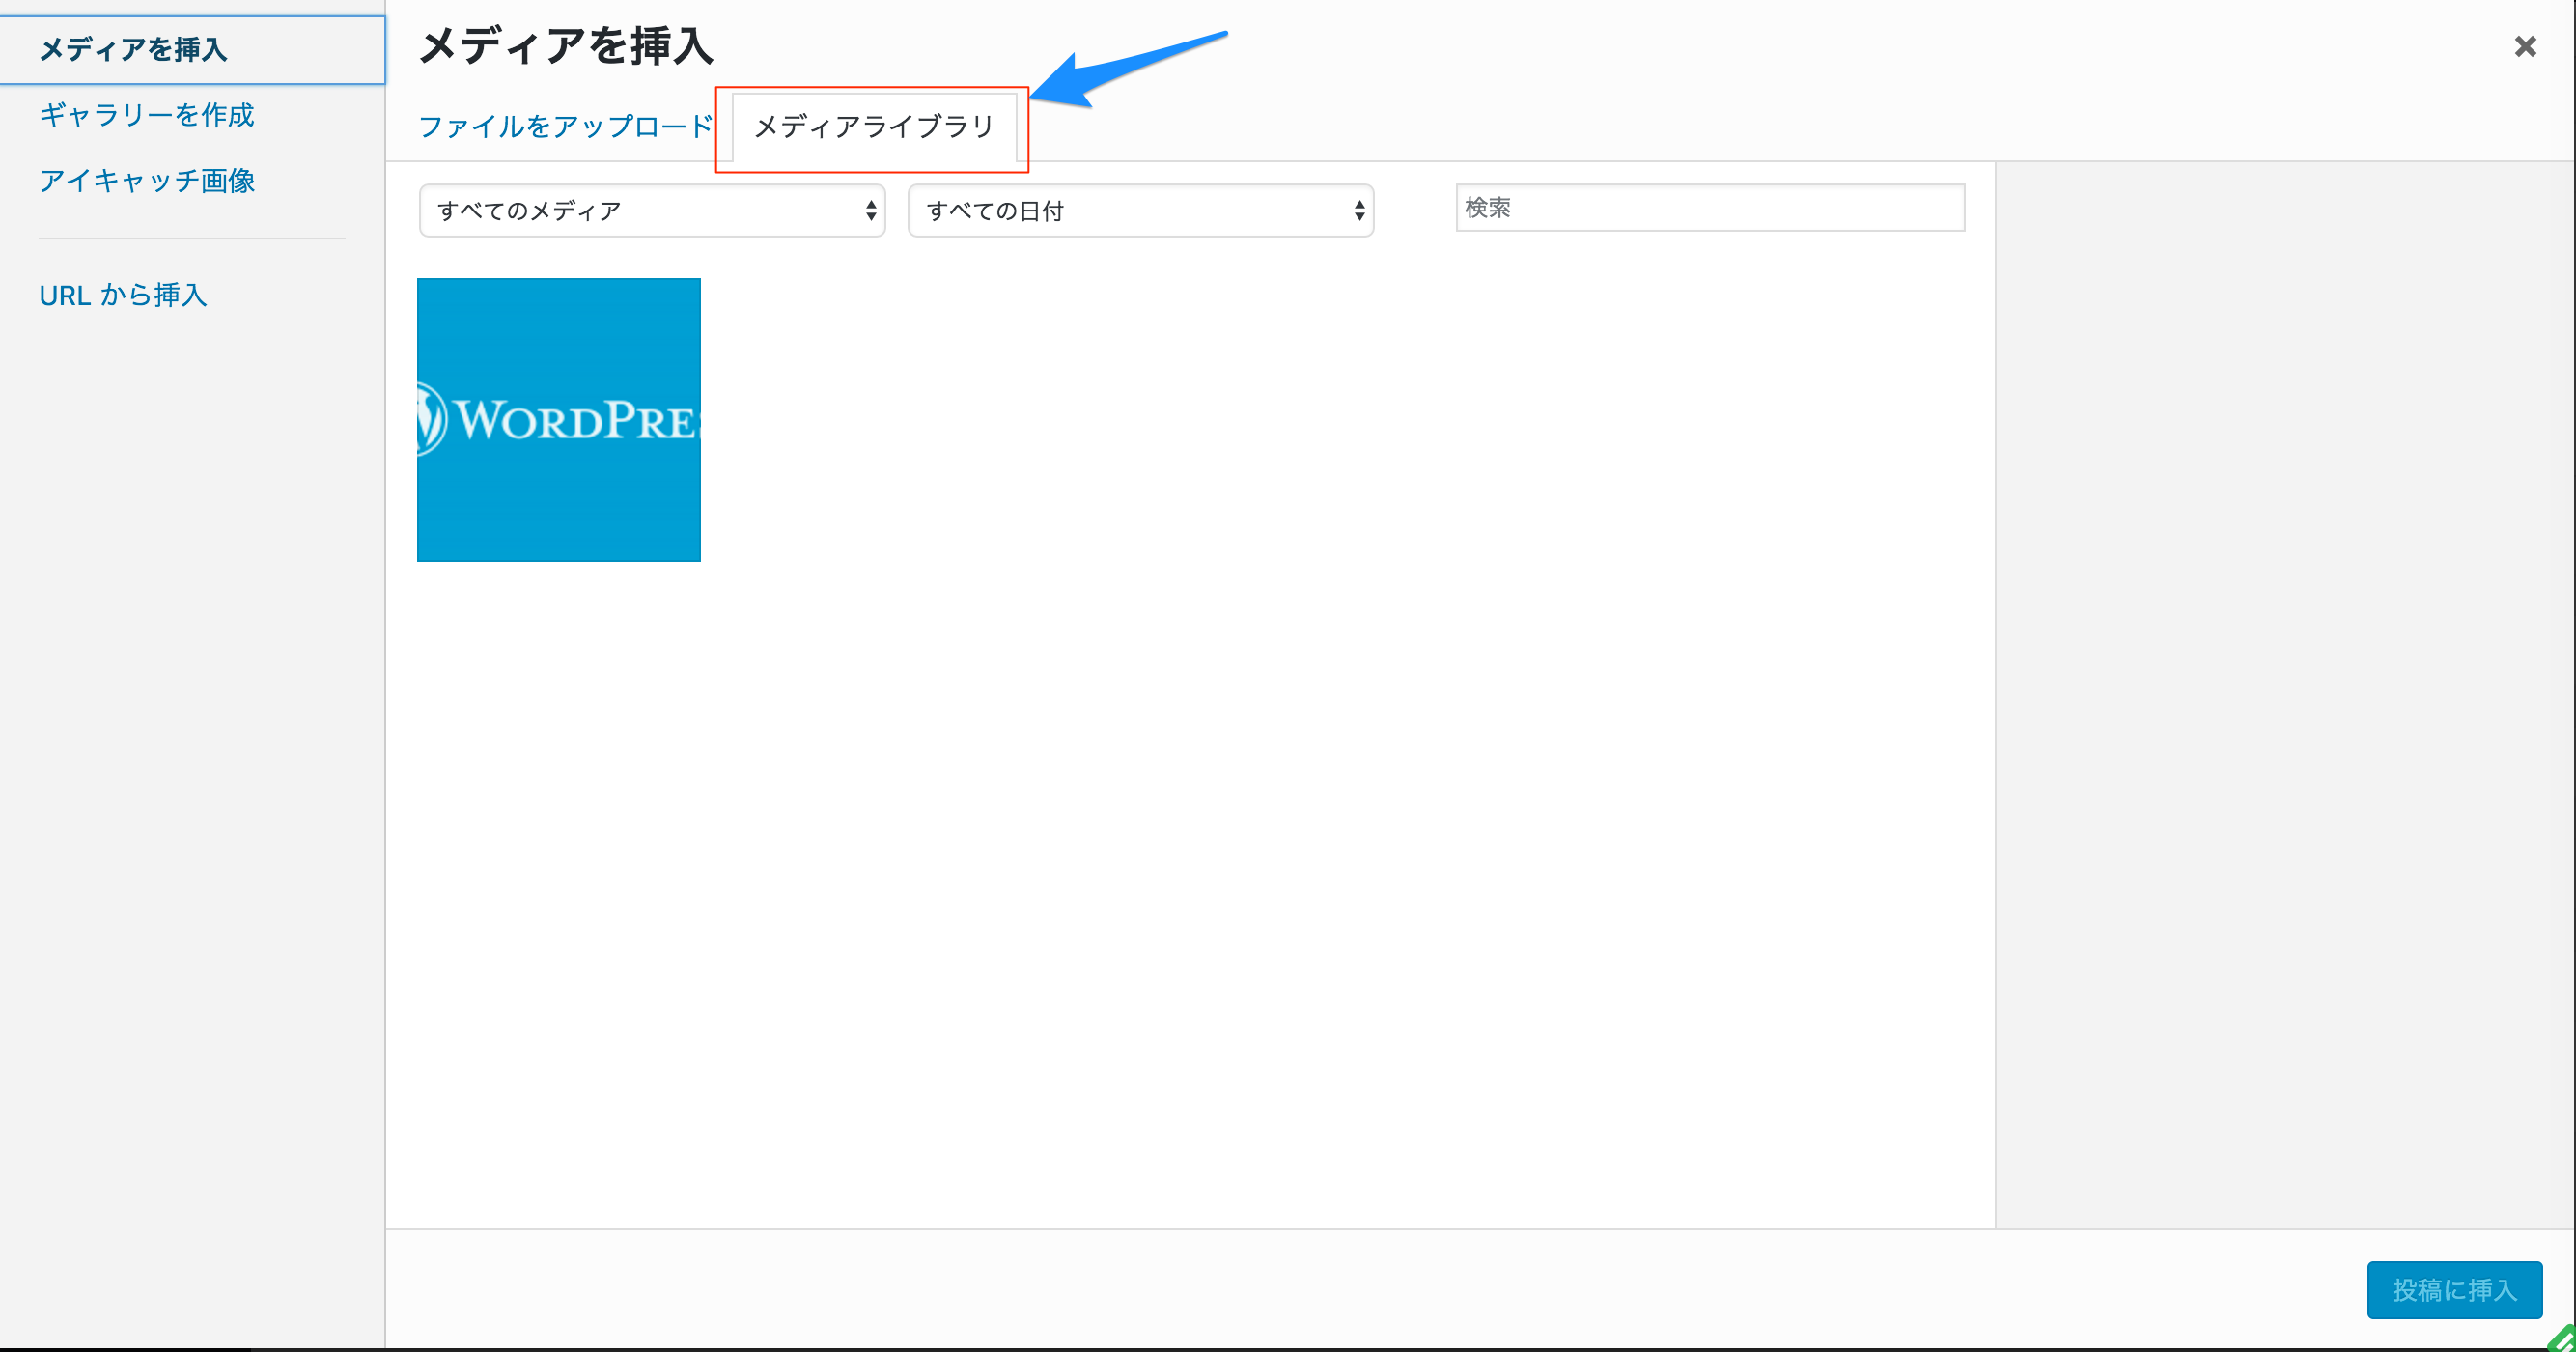 メディアを挿入
ギャラリーを作成
アイキャッチ画像
URL から挿入
メディアを挿入
ファイルをアップロード メディアライブラリ
すべてのメディア すべての日付 検索
WORDPRE
投稿に挿入